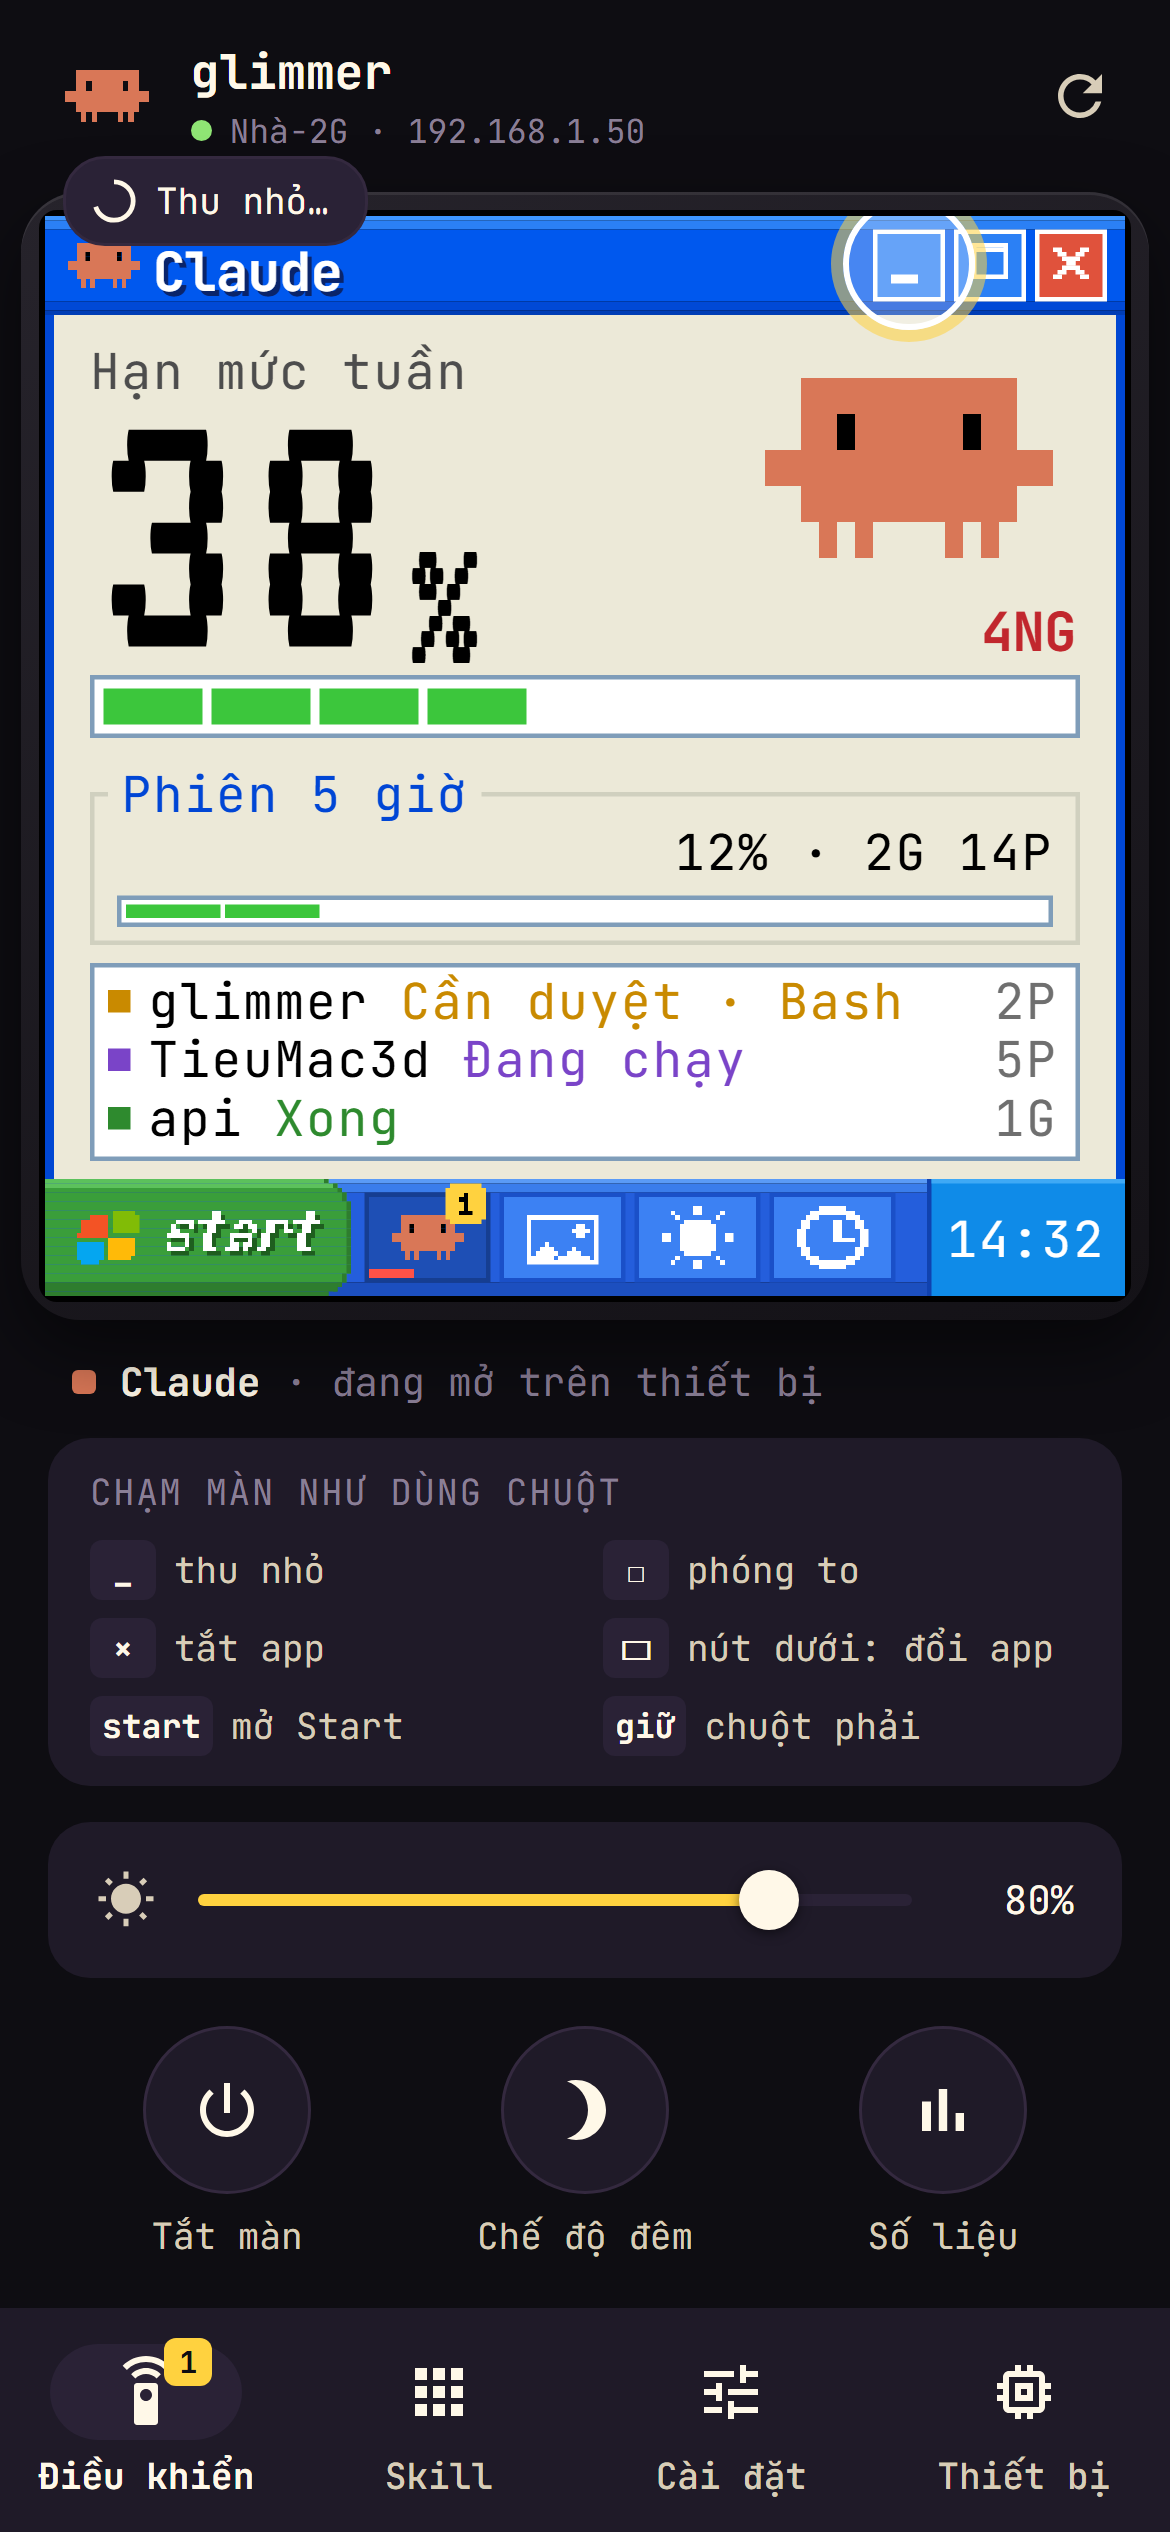 glimmer
Nhà-2G · 192.168.1.50
Thu nhỏ…
Claude
Hạn mức tuần
38%
4NG
Phiên 5 giờ
12% · 2G 14P
glimmer Cần duyệt · Bash 2P
TieuMac3d Đang chạy 5P
api Xong 1G
start 1 14:32
Claude · đang mở trên thiết bị
CHẠM MÀN NHƯ DÙNG CHUỘT
_ thu nhỏ □ phóng to
× tắt app ▭ nút dưới: đổi app
start mở Start giữ chuột phải
80%
Tắt màn Chế độ đêm Số liệu
1
Điều khiển Skill Cài đặt Thiết bị